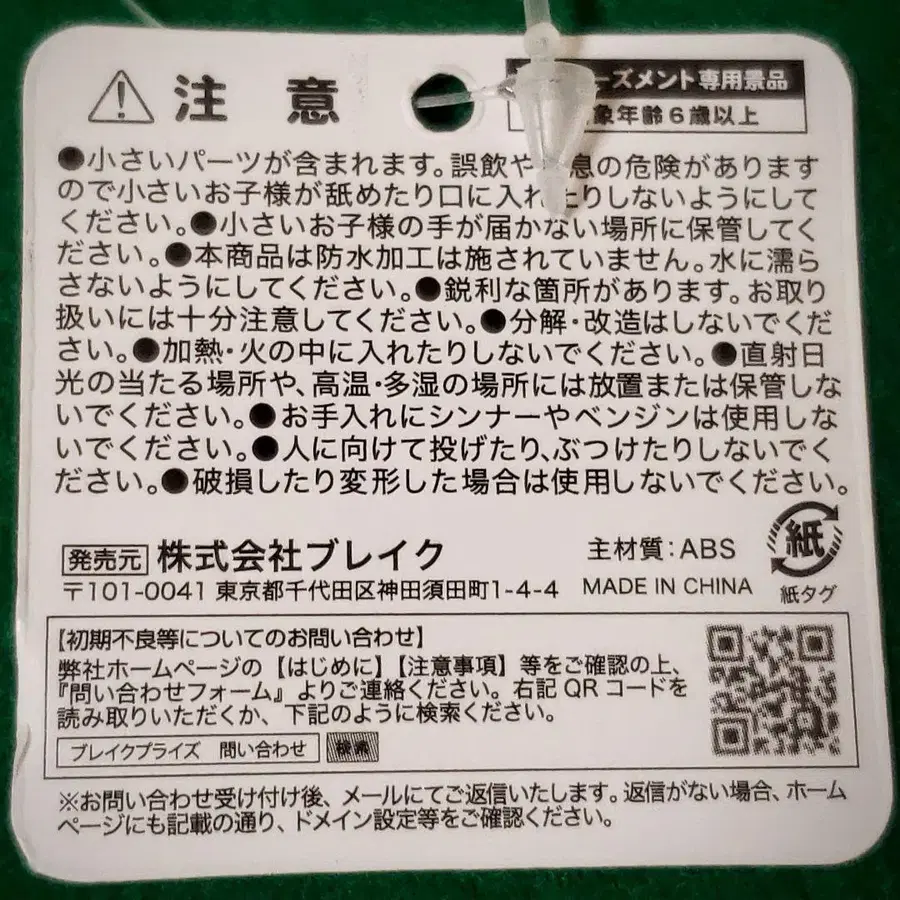 注意
ーズメント専用景品
象年齢6歳以上
●小さいパーツが含まれます。誤飲や 息の危険があります
ので小さいお子様が舐めたり口に入れたりしないようにして
ください。●小さいお子様の手が届かない場所に保管してく
ださい。●本商品は防水加工は施されていません。水に濡ら
さないようにしてください。●鋭利な箇所があります。お取り
扱いには十分注意してください。●分解・改造はしないでくだ
さい。●加熱・火の中に入れたりしないでください。●直射日
光の当たる場所や、高温・多湿の場所には放置または保管しな
いでください。●お手入れにシンナーやベンジンは使用しな
いでください。●人に向けて投げたり、ぶつけたりしないでく
ださい。●破損したり変形した場合は使用しないでください。
発売元 株式会社ブレイク
〒101-0041 東京都千代田区神田須田町1-4-4
主材質:ABS
MADE IN CHINA
紙
紙タグ
【初期不良等についてのお問い合わせ】
弊社ホームページの【はじめに】【注意事項】等をご確認の上、
『問い合わせフォーム』よりご連絡ください。右記QRコードを
読み取りいただくか、下記のように検索ください。
ブレイクプライズ 問い合わせ 検索
※お問い合わせ受け付け後、メールにてご返信いたします。返信がない場合、ホーム
ページにも記載の通り、ドメイン設定等をご確認ください。